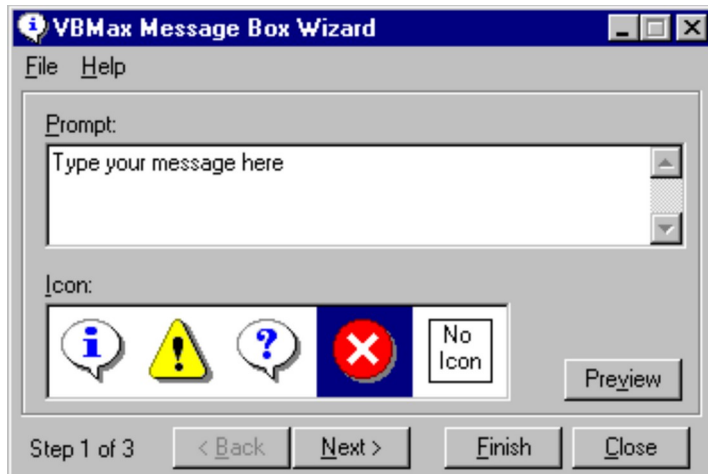 VBMax Message Box Wizard
File Help
Prompt:
Type your message here
Icon:
No
Icon
Preview
Step 1 of 3 < Back Next > Finish Close